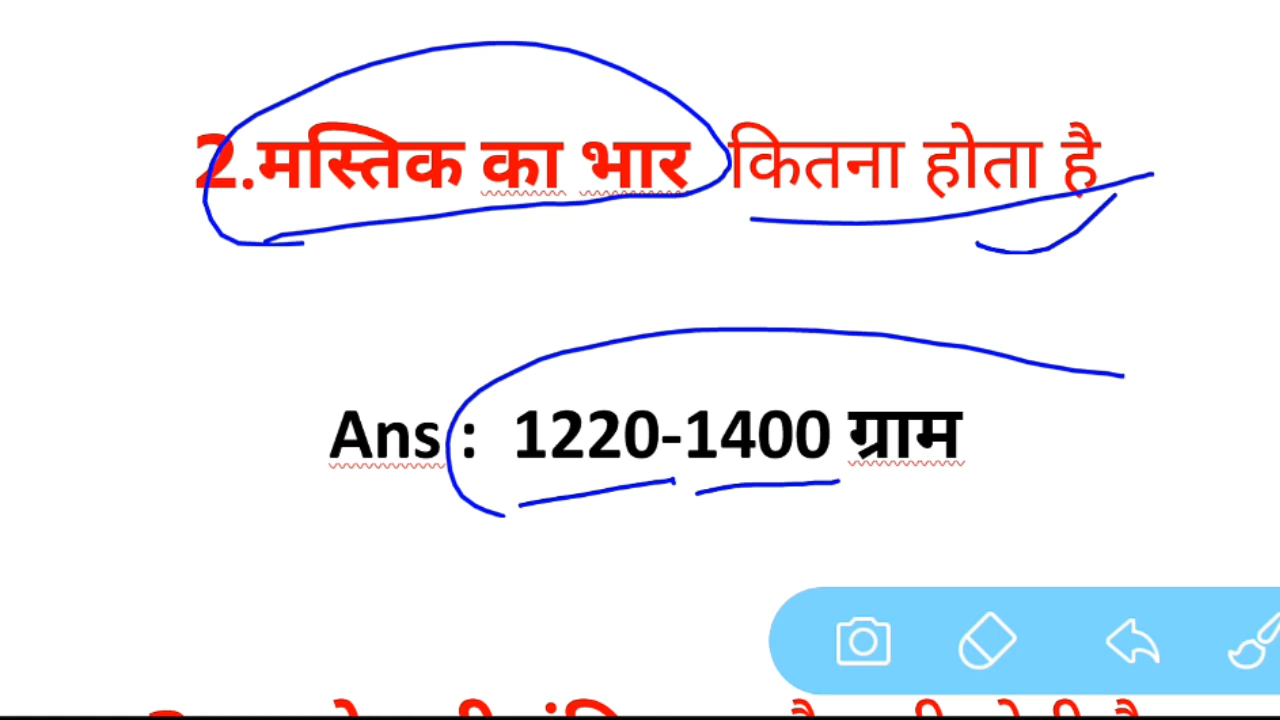 2.मस्तिक का भार कितना होता है
Ans : 1220-1400 ग्राम